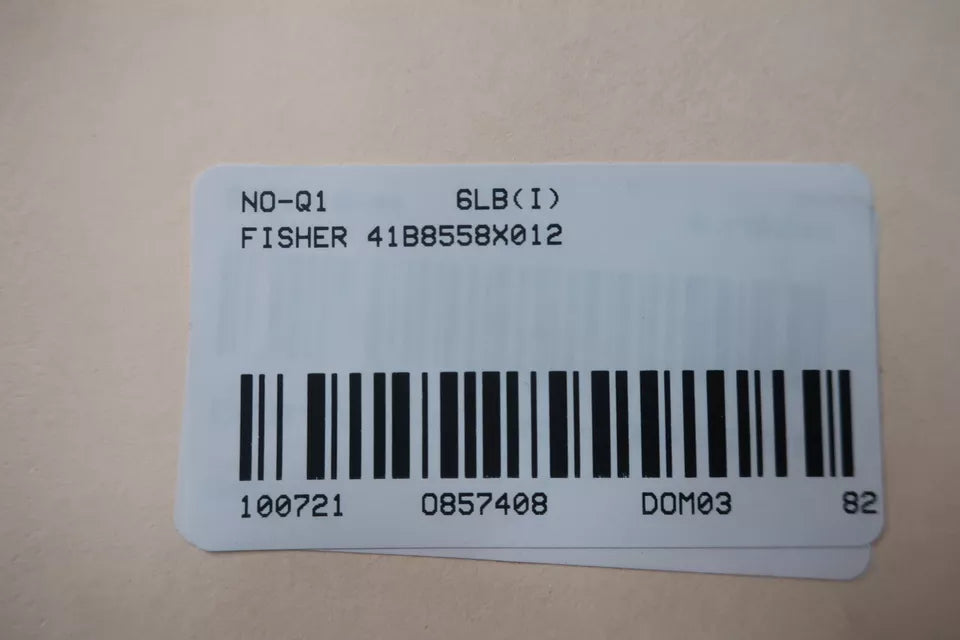 NO-Q1 6LB(I)
FISHER 41B8558X012
100721 0857408 DOM03 82